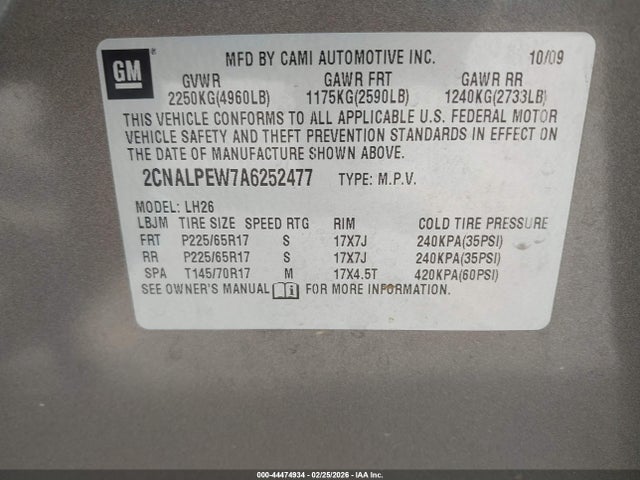 GM
MFD BY CAMI AUTOMOTIVE INC. 10/09
GVWR GAWR FRT GAWR RR
2250KG(4960LB) 1175KG(2590LB) 1240KG(2733LB)
THIS VEHICLE CONFORMS TO ALL APPLICABLE U.S. FEDERAL MOTOR
VEHICLE SAFETY AND THEFT PREVENTION STANDARDS IN EFFECT ON
THE DATE OF MANUFACTURE SHOWN ABOVE.
2CNALPEW7A6252477 TYPE: M.P.V.
MODEL: LH26
LBJM TIRE SIZE SPEED RTG RIM COLD TIRE PRESSURE
FRT P225/65R17 S 17X7J 240KPA(35PSI)
RR P225/65R17 S 17X7J 240KPA(35PSI)
SPA T145/70R17 M 17X4.5T 420KPA(60PSI)
SEE OWNER'S MANUAL FOR MORE INFORMATION.
000-44474934 - 02/25/2026 - IAA Inc.